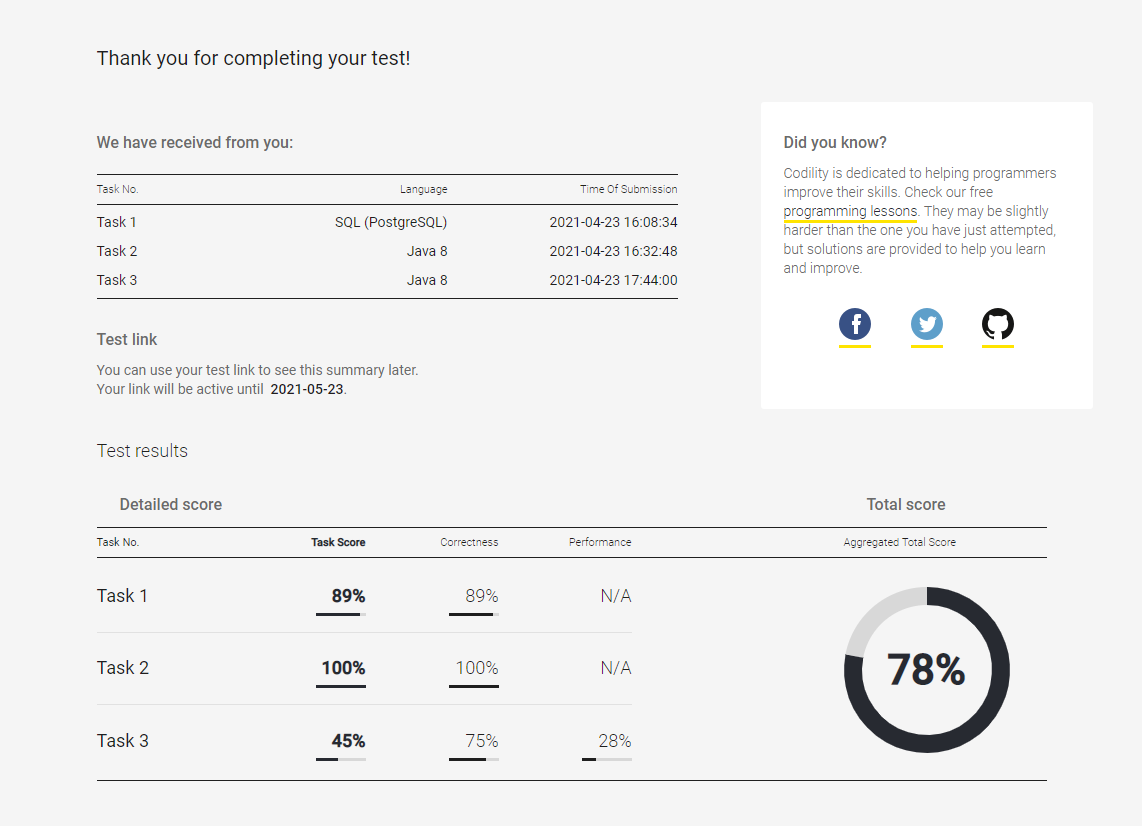 Thank you for completing your test!
We have received from you:
Task No. Language Time Of Submission
Task 1 SQL (PostgreSQL) 2021-04-23 16:08:34
Task 2 Java 8 2021-04-23 16:32:48
Task 3 Java 8 2021-04-23 17:44:00
Test link
You can use your test link to see this summary later.
Your link will be active until 2021-05-23.
Did you know?
Codility is dedicated to helping programmers
improve their skills. Check our free
programming lessons. They may be slightly
harder than the one you have just attempted,
but solutions are provided to help you learn
and improve.
Test results
Detailed score Total score
Task No. Task Score Correctness Performance Aggregated Total Score
Task 1 89% 89% N/A
Task 2 100% 100% N/A
78%
Task 3 45% 75% 28%